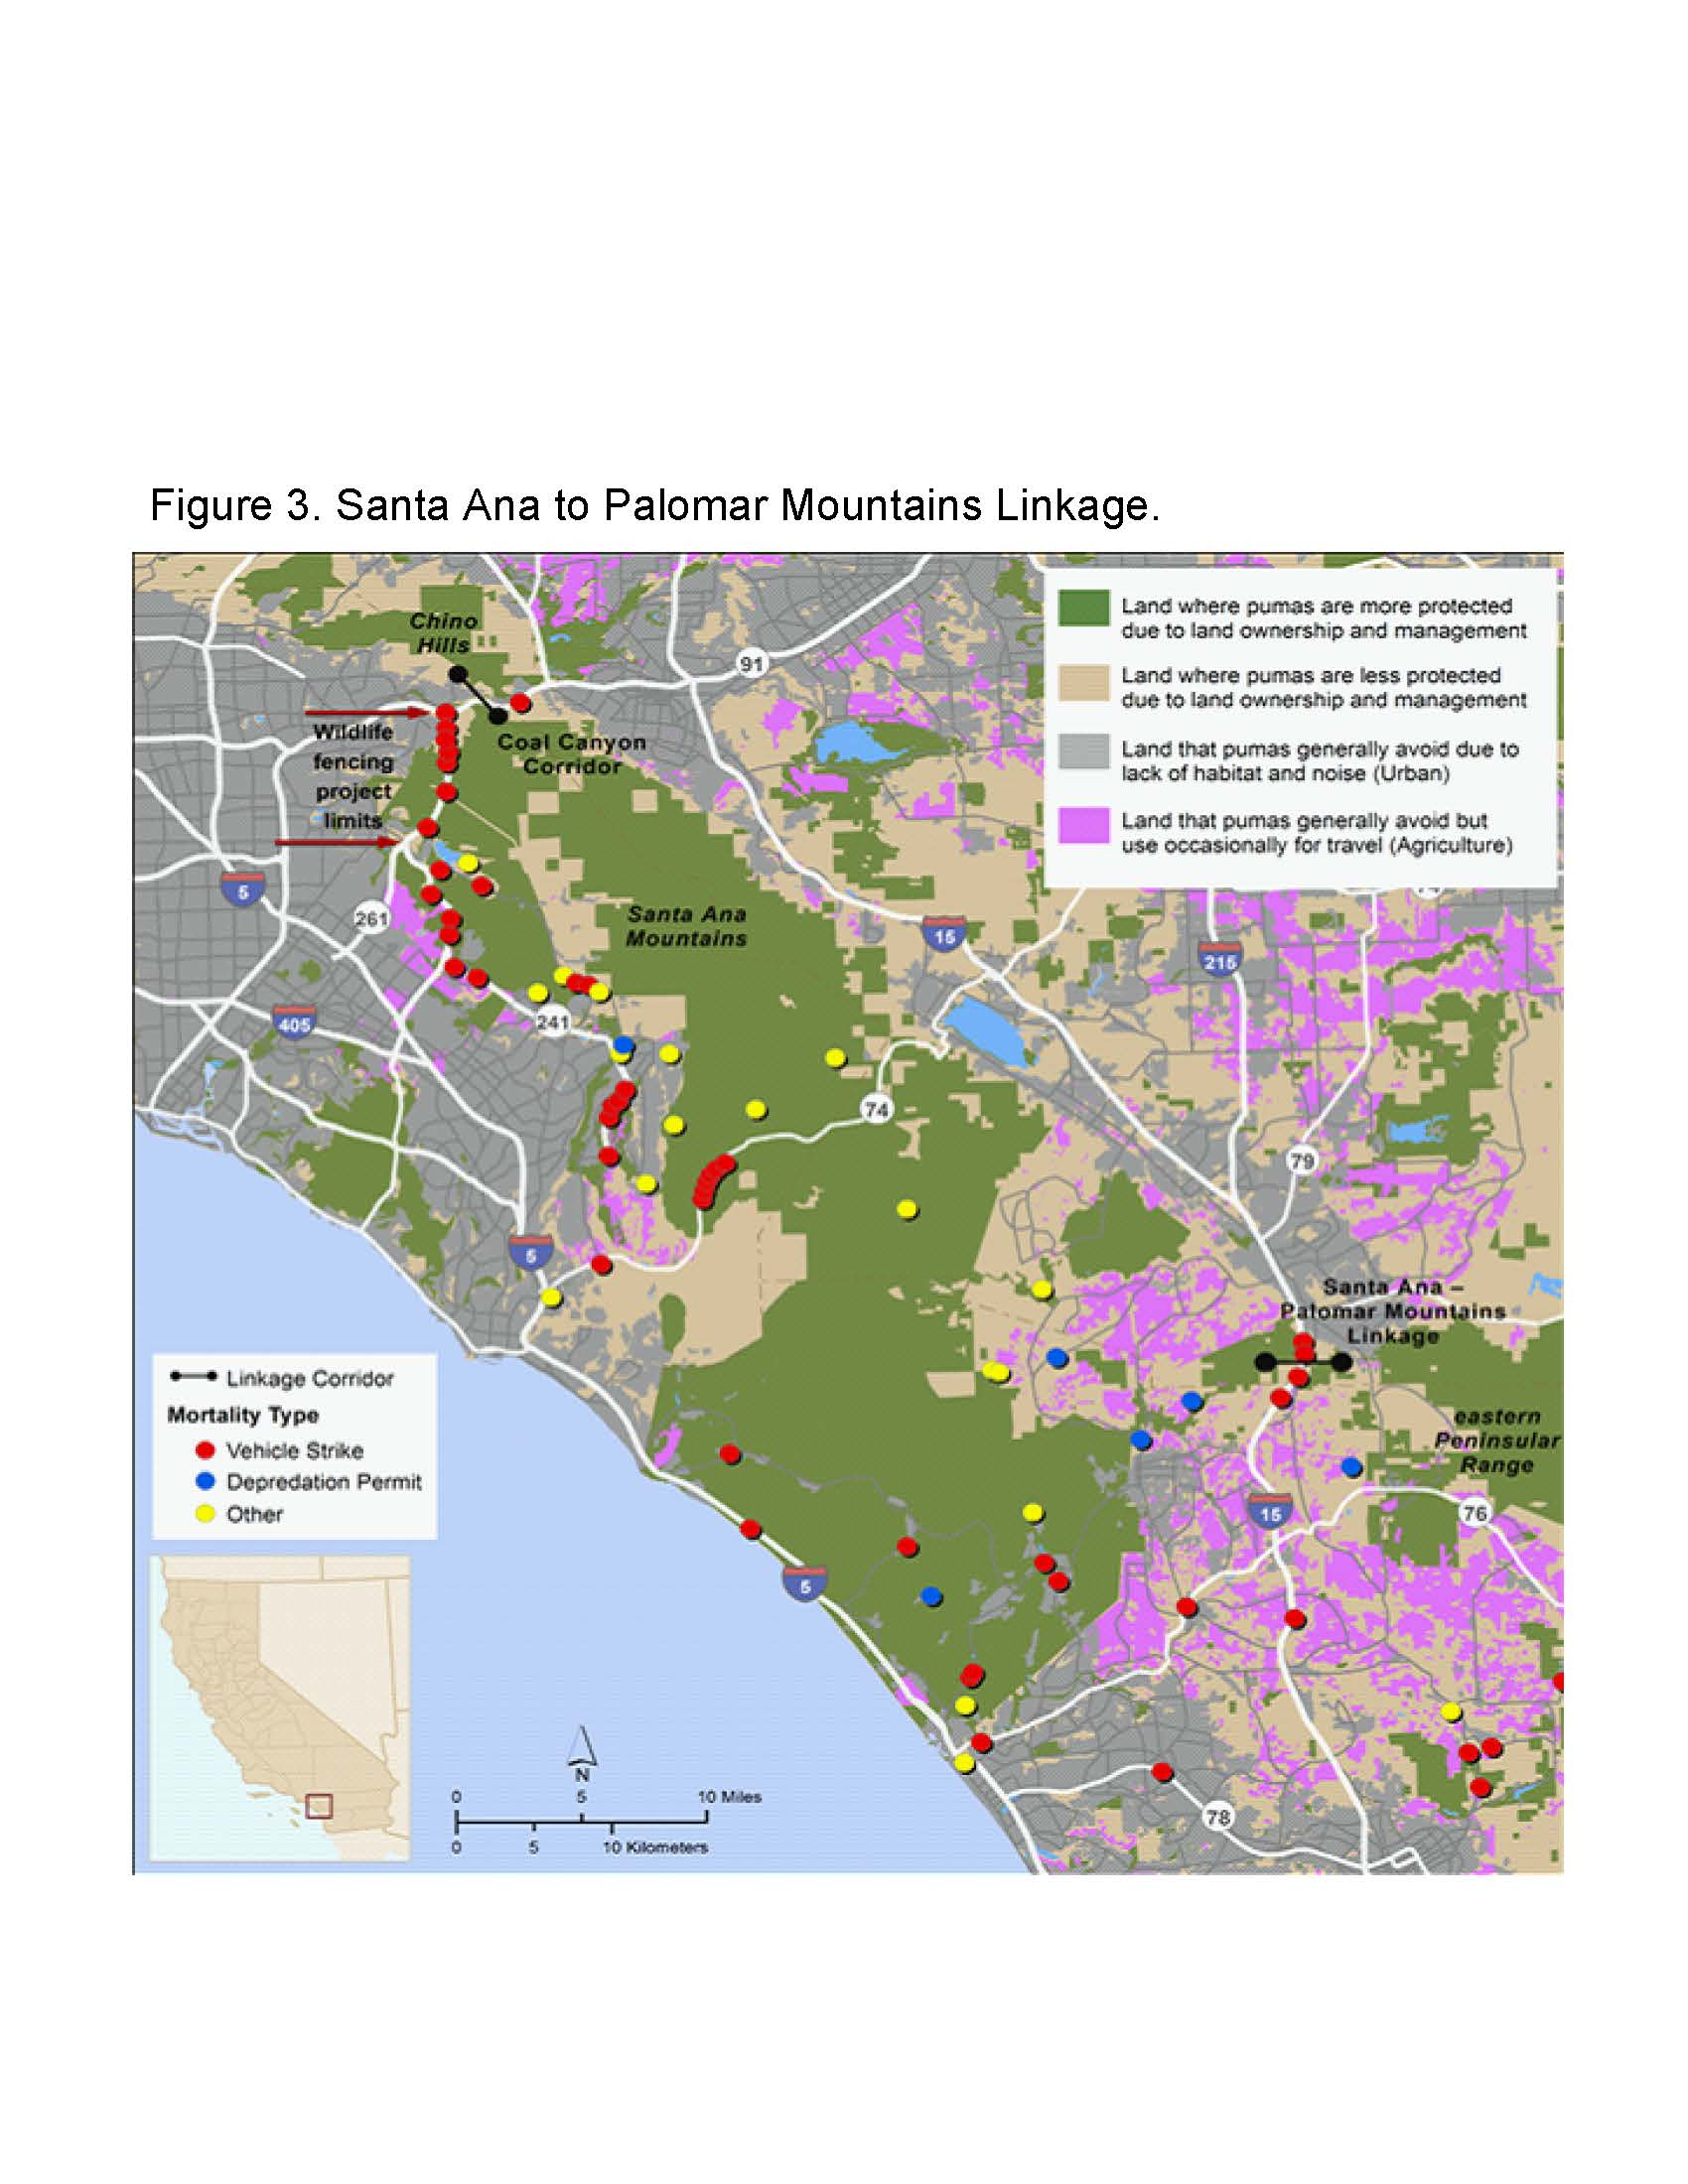 Figure 3. Santa Ana to Palomar Mountains Linkage.
Chino
Hills
91
Wildlife
fencing
project
limits
Coal Canyon
Corridor
Land where pumas are more protected
due to land ownership and management
Land where pumas are less protected
due to land ownership and management
Land that pumas generally avoid due to
lack of habitat and noise (Urban)
Land that pumas generally avoid but
use occasionally for travel (Agriculture)
5
261
Santa Ana
Mountains
15
215
405
241
74
79
5
Santa Ana –
Palomar Mountains
Linkage
Linkage Corridor
Mortality Type
Vehicle Strike
Depredation Permit
Other
eastern
Peninsular
Range
15
76
5
78
N
0 5 10 Miles
0 5 10 Kilometers